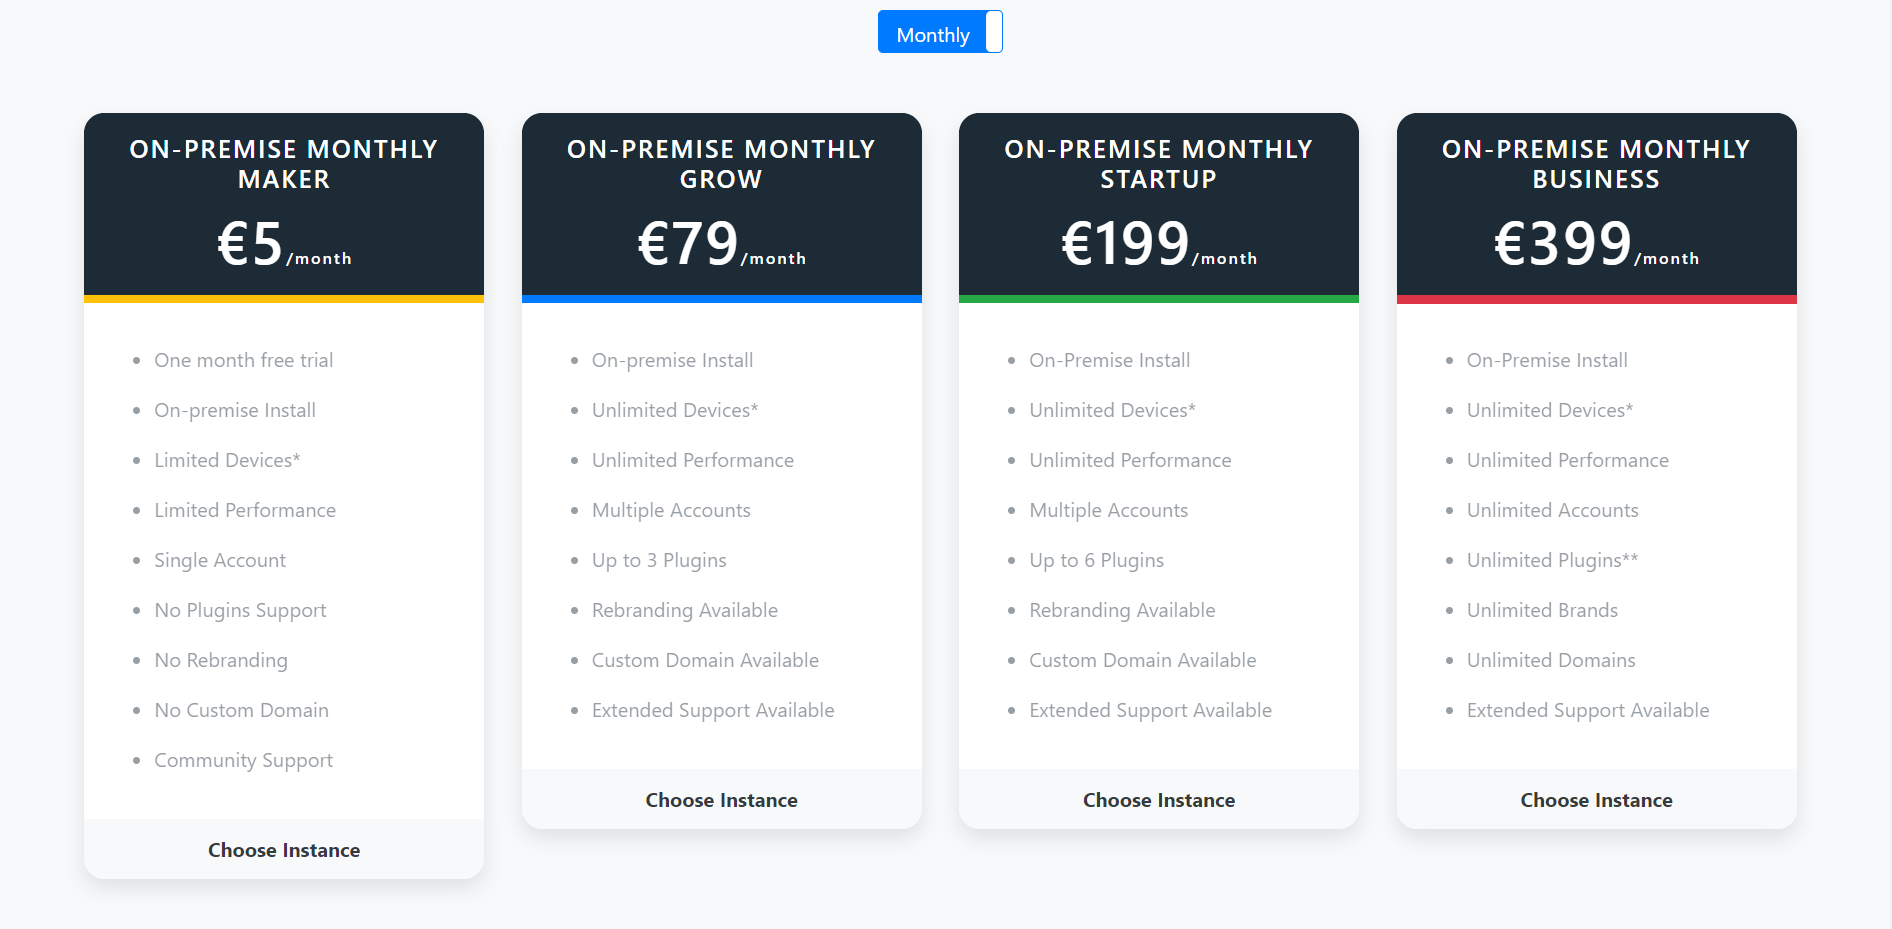 Monthly
ON-PREMISE MONTHLY
MAKER
€5/month
One month free trial
On-premise Install
Limited Devices*
Limited Performance
Single Account
No Plugins Support
No Rebranding
No Custom Domain
Community Support
Choose Instance
ON-PREMISE MONTHLY
GROW
€79/month
On-premise Install
Unlimited Devices*
Unlimited Performance
Multiple Accounts
Up to 3 Plugins
Rebranding Available
Custom Domain Available
Extended Support Available
Choose Instance
ON-PREMISE MONTHLY
STARTUP
€199/month
On-Premise Install
Unlimited Devices*
Unlimited Performance
Multiple Accounts
Up to 6 Plugins
Rebranding Available
Custom Domain Available
Extended Support Available
Choose Instance
ON-PREMISE MONTHLY
BUSINESS
€399/month
On-Premise Install
Unlimited Devices*
Unlimited Performance
Unlimited Accounts
Unlimited Plugins**
Unlimited Brands
Unlimited Domains
Extended Support Available
Choose Instance